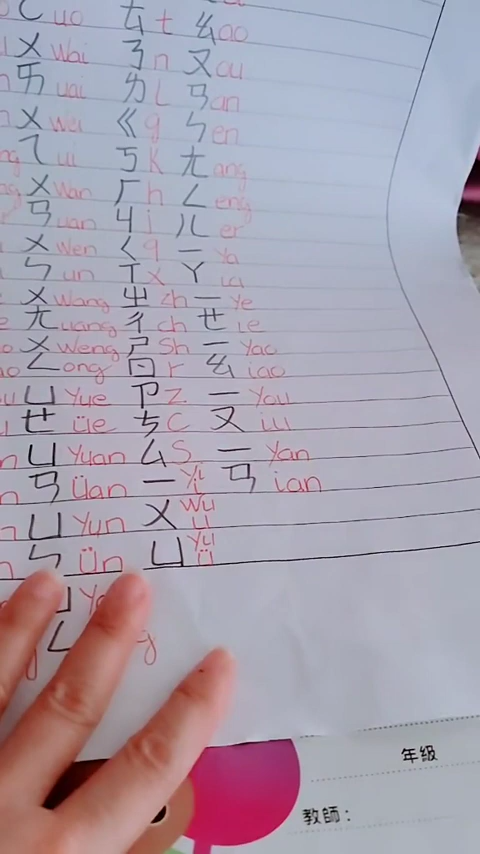 ㄛ uo ㄊ t ㄠ ao
ㄨ Wai ㄋ n ㄡ ou
ㄞ uai ㄌ L ㄢ an
ㄨ Wei ㄍ g ㄣ en
ㄟ ui ㄎ K ㄤ ang
ㄨ Wan ㄏ h ㄥ eng
ㄢ uan ㄐ j ㄦ er
ㄨ Wen ㄑ q ㄧ Ya
ㄣ un ㄒ X ㄚ ia
ㄨ Wang ㄓ zh ㄧ Ye
ㄤ uang ㄔ ch ㄝ ie
ㄨ Weng ㄕ Sh ㄧ Yao
ㄥ ong ㄖ r ㄠ iao
ㄩ Yue ㄗ Z ㄧ You
ㄝ üe ㄘ C ㄡ iu
ㄩ Yuan ㄙ S ㄧ Yan
ㄢ üan ㄧ Yi i ㄢ ian
ㄩ Yun ㄨ Wu u
ㄣ ün ㄩ Yu ü
年級
教師：